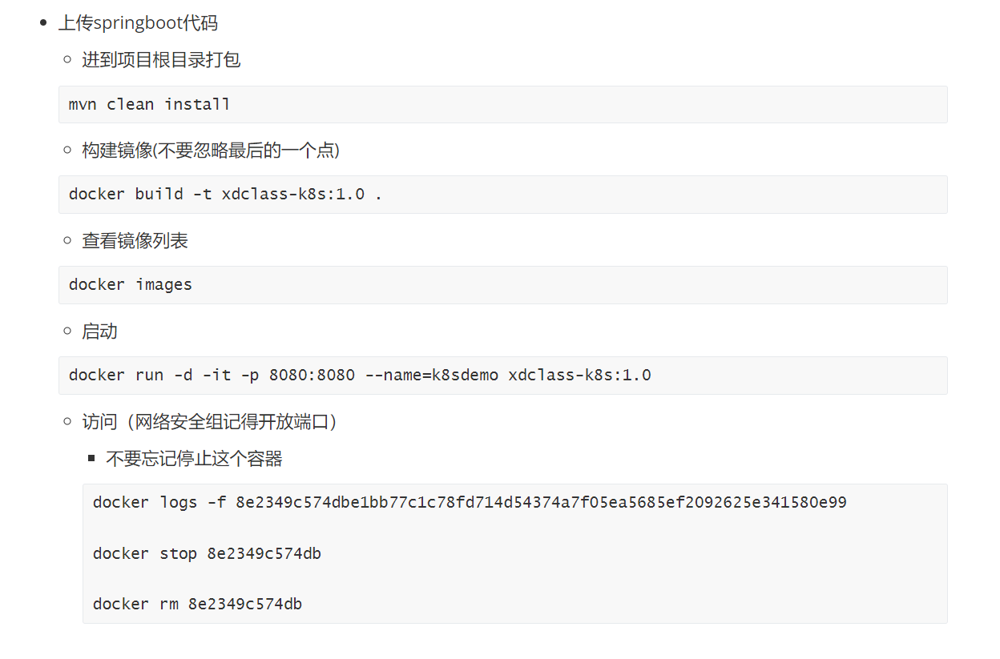 上传springboot代码
进到项目根目录打包
mvn clean install
构建镜像(不要忽略最后的一个点)
docker build -t xdclass-k8s:1.0 .
查看镜像列表
docker images
启动
docker run -d -it -p 8080:8080 --name=k8sdemo xdclass-k8s:1.0
访问（网络安全组记得开放端口）
不要忘记停止这个容器
docker logs -f 8e2349c574dbe1bb77c1c78fd714d54374a7f05ea5685ef2092625e341580e99
docker stop 8e2349c574db
docker rm 8e2349c574db